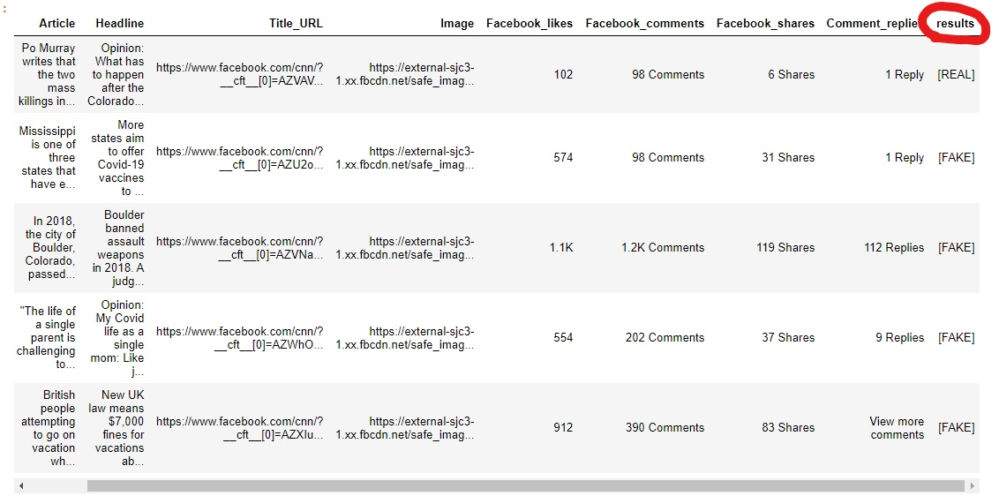 :
Article Headline Title_URL Image Facebook_likes Facebook_comments Facebook_shares Comment_replie results
Po Murray
writes that
the two
mass
killings in...
Opinion:
What has
to happen
after the
Colorado...
https://www.facebook.com/cnn/?
__cft__[0]=AZVAV...
https://external-sjc3-
1.xx.fbcdn.net/safe_imag...
102
98 Comments
6 Shares
1 Reply
[REAL]
Mississippi
is one of
three
states that
have e...
More
states aim
to offer
Covid-19
vaccines
to ...
https://www.facebook.com/cnn/?
__cft__[0]=AZU2o...
https://external-sjc3-
1.xx.fbcdn.net/safe_imag...
574
98 Comments
31 Shares
1 Reply
[FAKE]
In 2018,
the city of
Boulder,
Colorado,
passed...
Boulder
banned
assault
weapons
in 2018. A
judg...
https://www.facebook.com/cnn/?
__cft__[0]=AZVNa...
https://external-sjc3-
1.xx.fbcdn.net/safe_imag...
1.1K
1.2K Comments
119 Shares
112 Replies
[FAKE]
"The life of
a single
parent is
challenging
to...
Opinion:
My Covid
life as a
single
mom: Like
j...
https://www.facebook.com/cnn/?
__cft__[0]=AZWhO...
https://external-sjc3-
1.xx.fbcdn.net/safe_imag...
554
202 Comments
37 Shares
9 Replies
[FAKE]
British
people
attempting
to go on
vacation
wh...
New UK
law means
$7,000
fines for
vacations
ab...
https://www.facebook.com/cnn/?
__cft__[0]=AZXIu...
https://external-sjc3-
1.xx.fbcdn.net/safe_imag...
912
390 Comments
83 Shares
View more
comments
[FAKE]